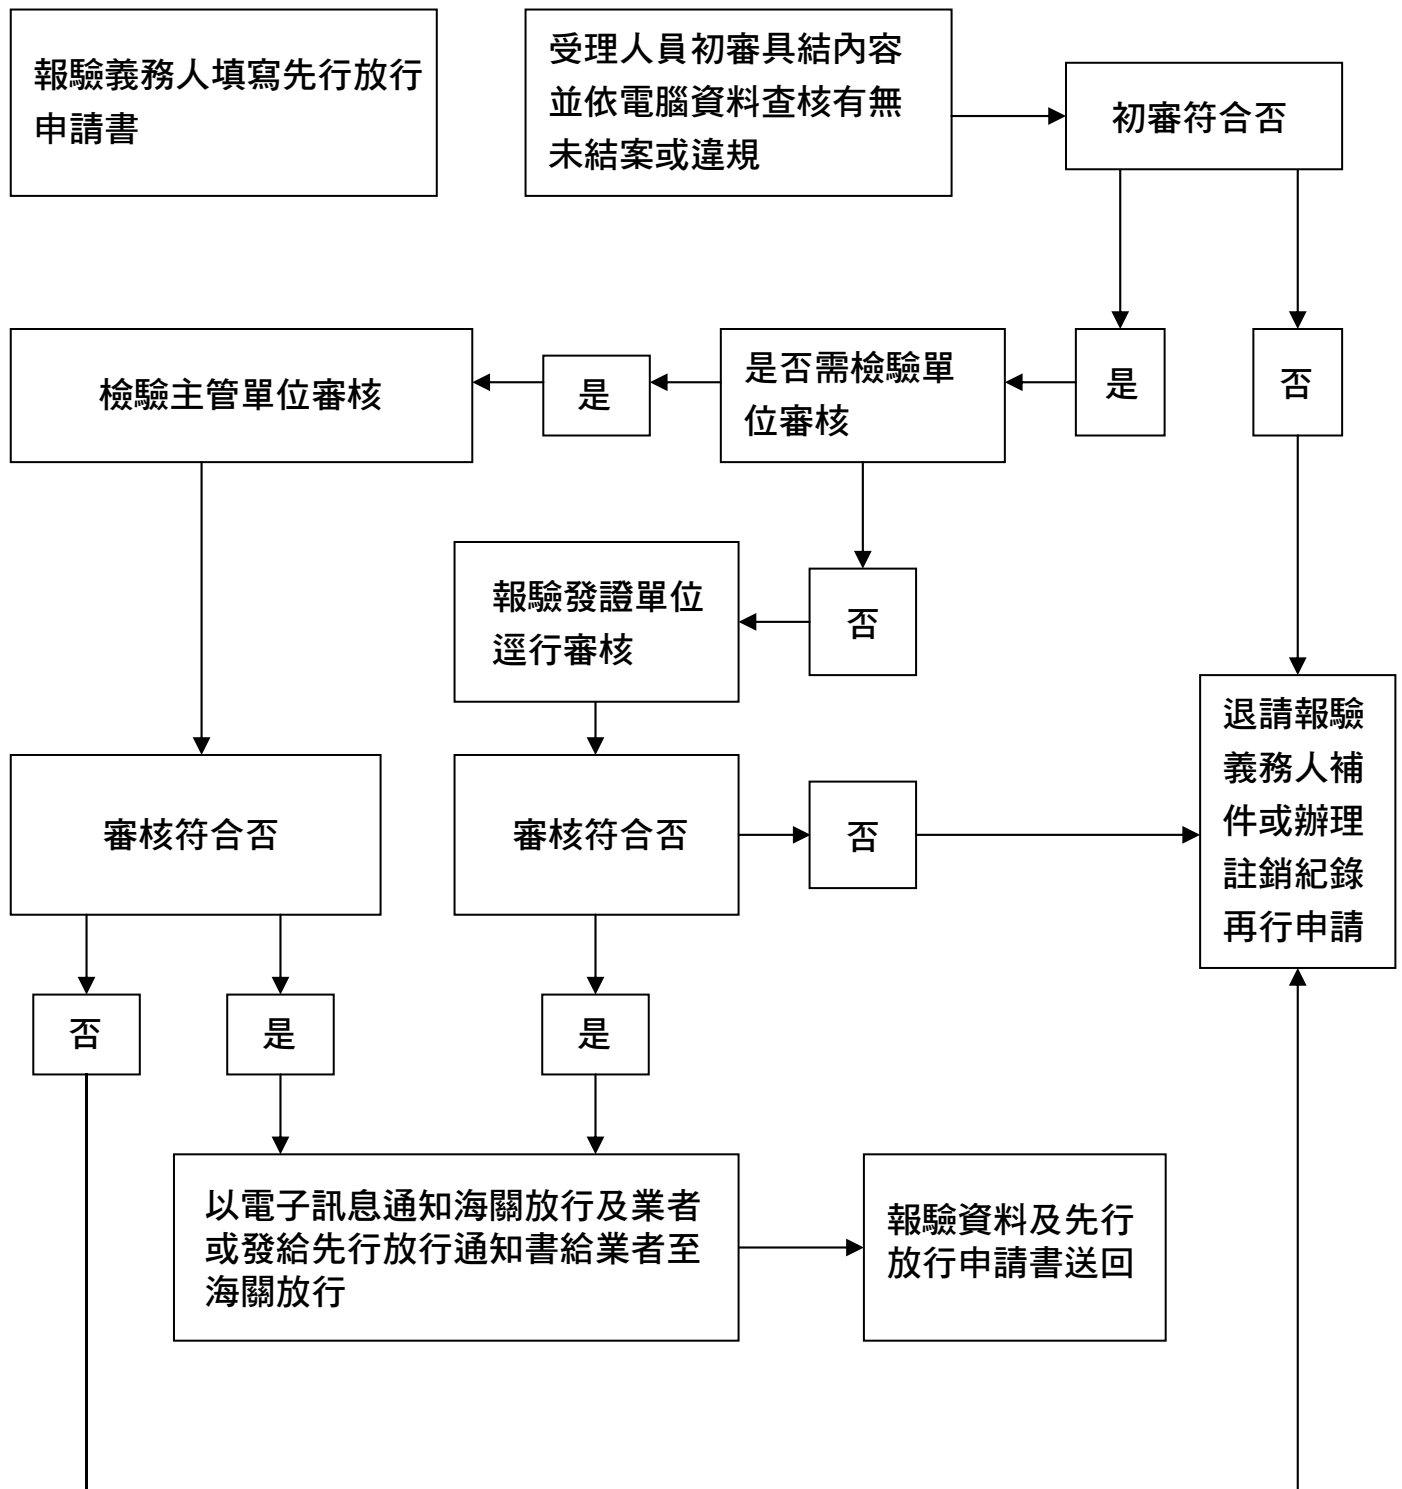 報驗義務人填寫先行放行
申請書
受理人員初審具結內容
並依電腦資料查核有無
未結案或違規
初審符合否
檢驗主管單位審核
是
是否需檢驗單
位審核
是
否
報驗發證單位
逕行審核
否
退請報驗
義務人補
件或辦理
註銷紀錄
再行申請
審核符合否
審核符合否
否
否
是
是
以電子訊息通知海關放行及業者
或發給先行放行通知書給業者至
海關放行
報驗資料及先行
放行申請書送回